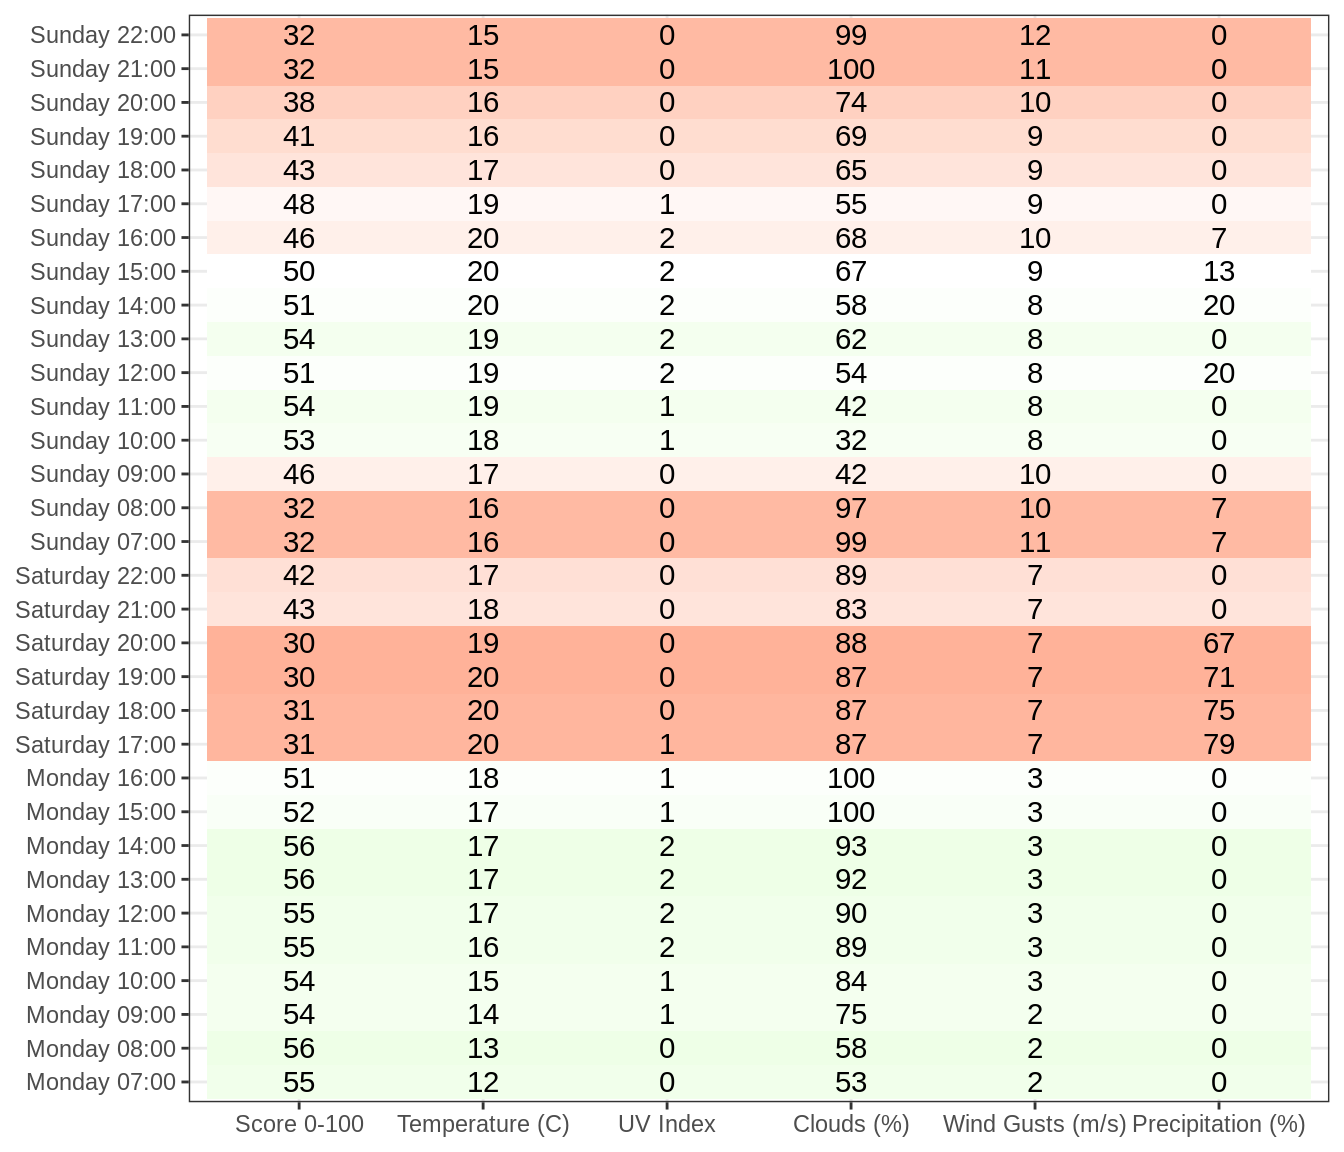 Sunday 22:00 32 15 0 99 12 0
Sunday 21:00 32 15 0 100 11 0
Sunday 20:00 38 16 0 74 10 0
Sunday 19:00 41 16 0 69 9 0
Sunday 18:00 43 17 0 65 9 0
Sunday 17:00 48 19 1 55 9 0
Sunday 16:00 46 20 2 68 10 7
Sunday 15:00 50 20 2 67 9 13
Sunday 14:00 51 20 2 58 8 20
Sunday 13:00 54 19 2 62 8 0
Sunday 12:00 51 19 2 54 8 20
Sunday 11:00 54 19 1 42 8 0
Sunday 10:00 53 18 1 32 8 0
Sunday 09:00 46 17 0 42 10 0
Sunday 08:00 32 16 0 97 10 7
Sunday 07:00 32 16 0 99 11 7
Saturday 22:00 42 17 0 89 7 0
Saturday 21:00 43 18 0 83 7 0
Saturday 20:00 30 19 0 88 7 67
Saturday 19:00 30 20 0 87 7 71
Saturday 18:00 31 20 0 87 7 75
Saturday 17:00 31 20 1 87 7 79
Monday 16:00 51 18 1 100 3 0
Monday 15:00 52 17 1 100 3 0
Monday 14:00 56 17 2 93 3 0
Monday 13:00 56 17 2 92 3 0
Monday 12:00 55 17 2 90 3 0
Monday 11:00 55 16 2 89 3 0
Monday 10:00 54 15 1 84 3 0
Monday 09:00 54 14 1 75 2 0
Monday 08:00 56 13 0 58 2 0
Monday 07:00 55 12 0 53 2 0
Score 0-100 Temperature (C) UV Index Clouds (%) Wind Gusts (m/s) Precipitation (%)